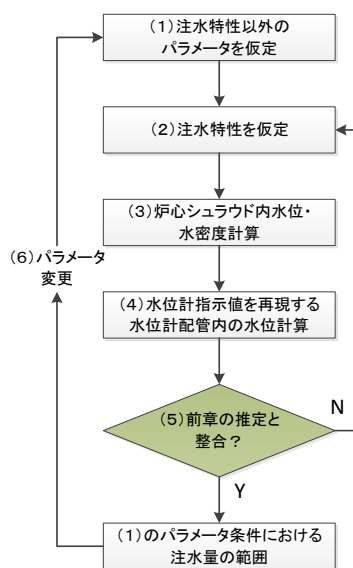 (1)注水特性以外の
パラメータを仮定
(2)注水特性を仮定
(3)炉心シュラウド内水位・
水密度計算
(6)パラメータ
変更
(4)水位計指示値を再現する
水位計配管内の水位計算
(5)前章の推定と
整合?
N
Y
(1)のパラメータ条件における
注水量の範囲